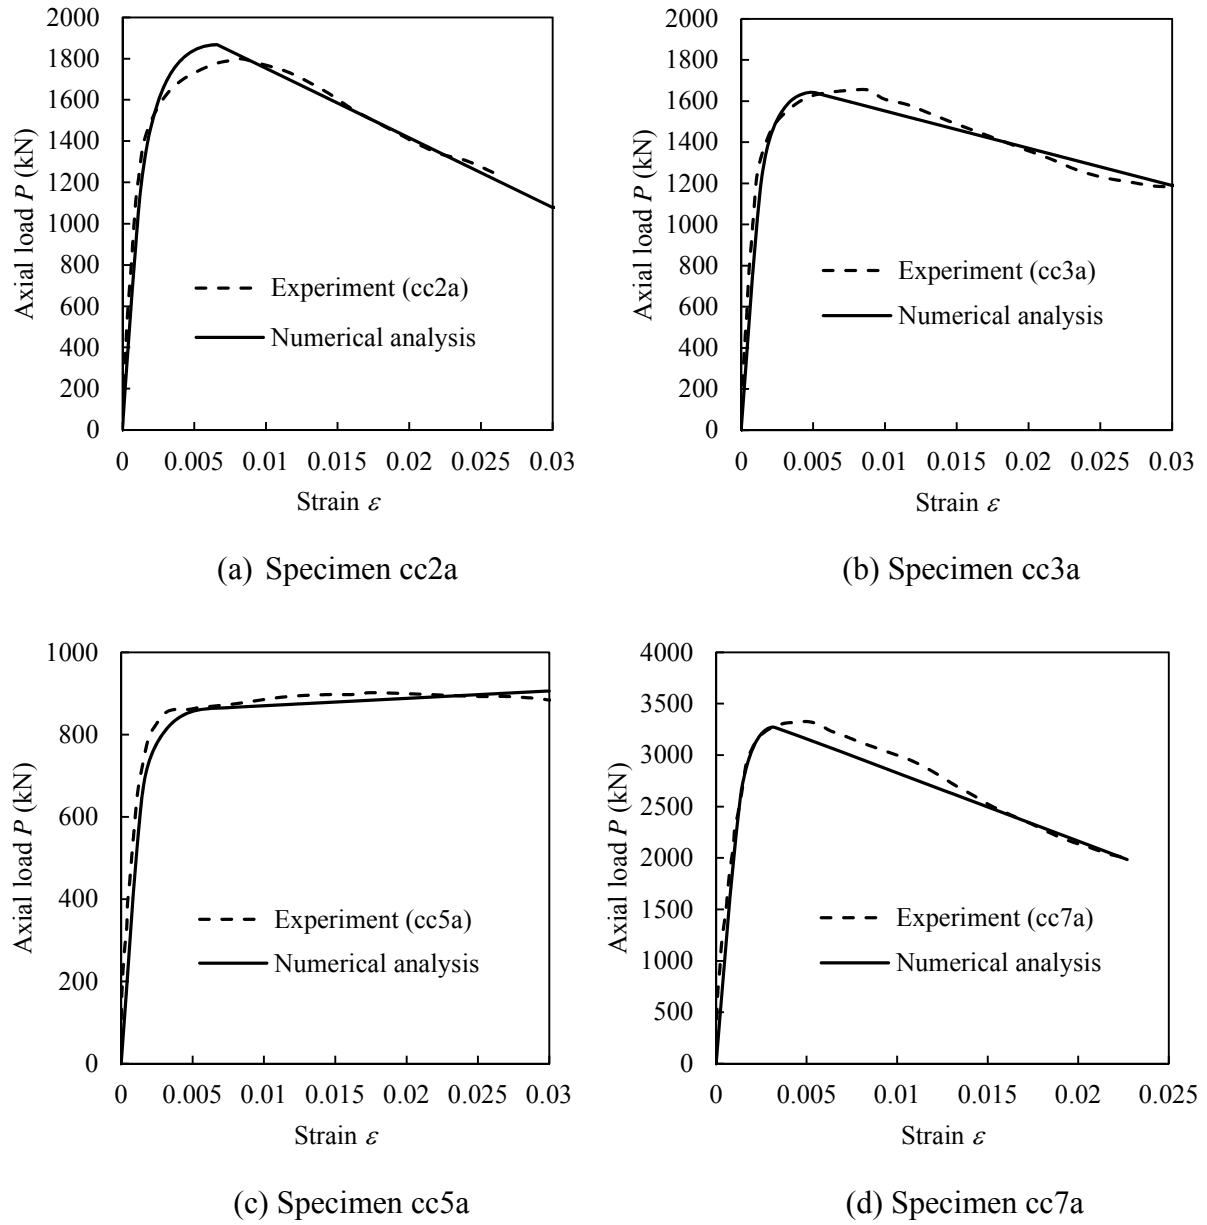 2000
1800
1600
1400
1200
1000
800
600
400
200
0
Axial load P (kN)
Experiment (cc2a)
Numerical analysis
0 0.005 0.01 0.015 0.02 0.025 0.03
Strain ε
(a) Specimen cc2a
2000
1800
1600
1400
1200
1000
800
600
400
200
0
Axial load P (kN)
Experiment (cc3a)
Numerical analysis
0 0.005 0.01 0.015 0.02 0.025 0.03
Strain ε
(b) Specimen cc3a
1000
800
600
400
200
0
Axial load P (kN)
Experiment (cc5a)
Numerical analysis
0 0.005 0.01 0.015 0.02 0.025 0.03
Strain ε
(c) Specimen cc5a
4000
3500
3000
2500
2000
1500
1000
500
0
Axial load P (kN)
Experiment (cc7a)
Numerical analysis
0 0.005 0.01 0.015 0.02 0.025
Strain ε
(d) Specimen cc7a